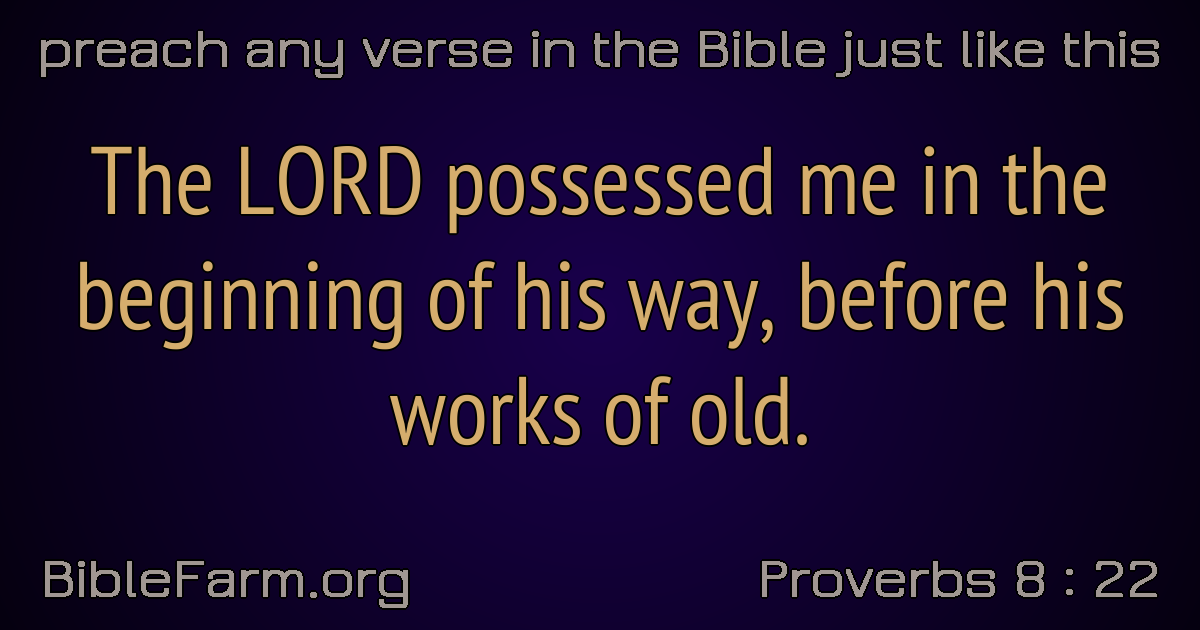 preach any verse in the Bible just like this
The LORD possessed me in the
beginning of his way, before his
works of old.
BibleFarm.org
Proverbs 8 : 22